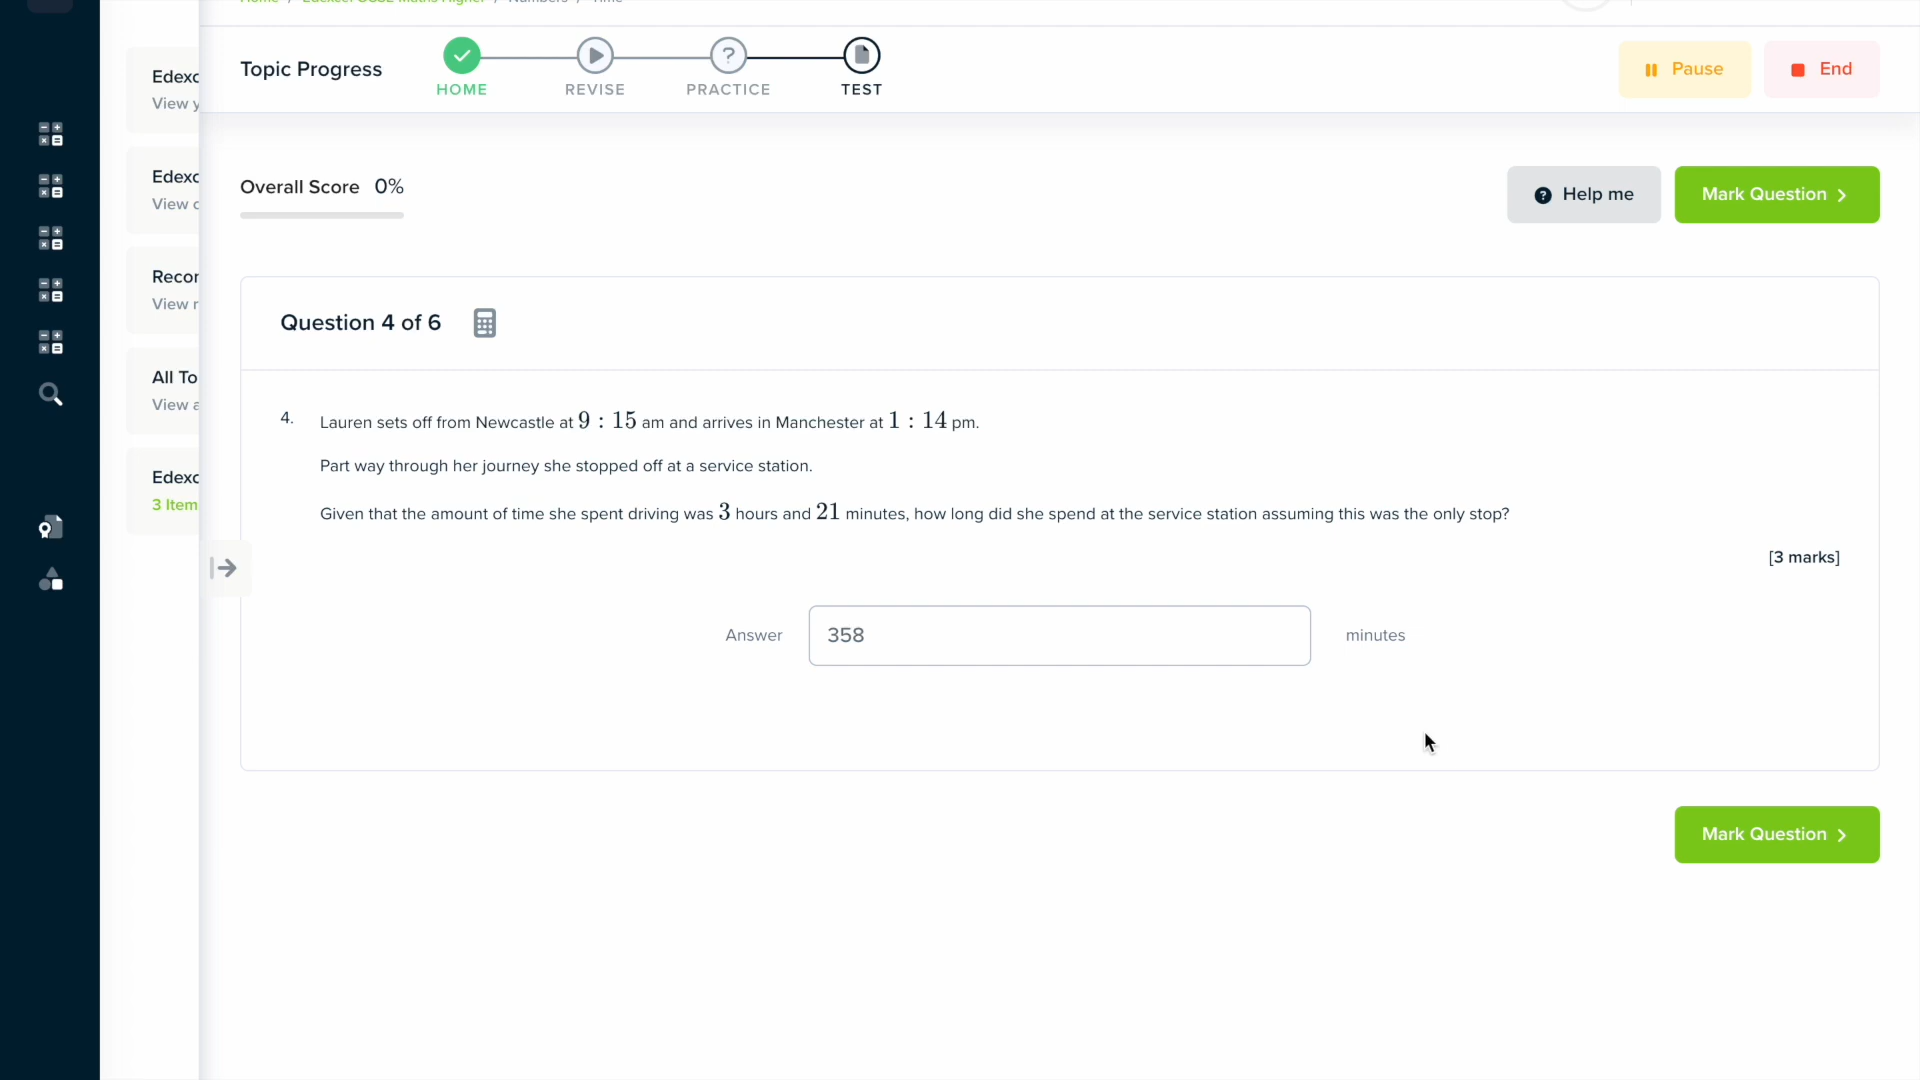 Topic Progress
HOME
REVISE
PRACTICE
TEST
Pause
End
Edexc
View y
Edexc
View
Recor
View r
All To
View a
Edexc
3 Item
Overall Score 0%
Help me
Mark Question
Question 4 of 6
4. Lauren sets off from Newcastle at 9 : 15 am and arrives in Manchester at 1 : 14 pm.
Part way through her journey she stopped off at a service station.
Given that the amount of time she spent driving was 3 hours and 21 minutes, how long did she spend at the service station assuming this was the only stop?
[3 marks]
Answer 358 minutes
Mark Question